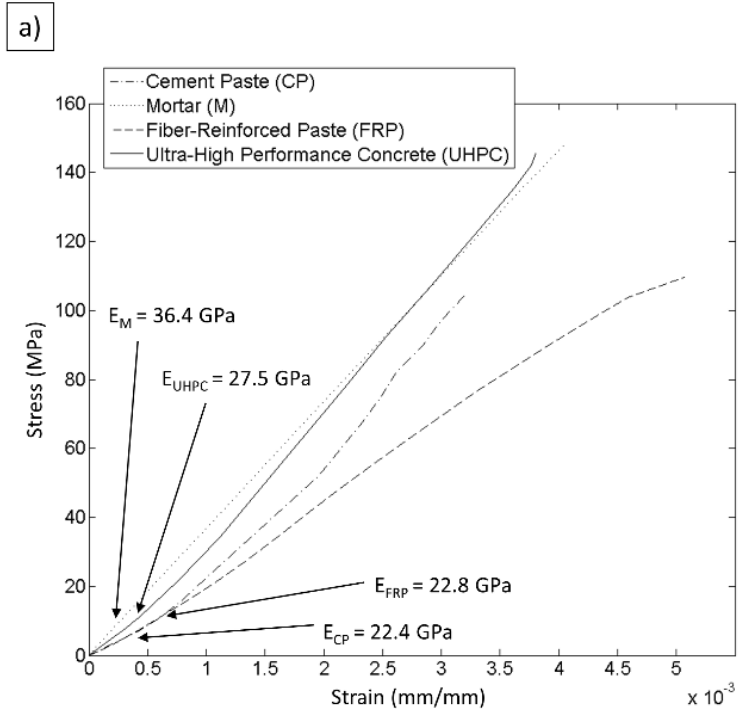 a)
Cement Paste (CP)
Mortar (M)
Fiber-Reinforced Paste (FRP)
Ultra-High Performance Concrete (UHPC)
160
140
120
100
80
60
40
20
0
Stress (MPa)
E_M = 36.4 GPa
E_UHPC = 27.5 GPa
E_FRP = 22.8 GPa
E_CP = 22.4 GPa
0 0.5 1 1.5 2 2.5 3 3.5 4 4.5 5
Strain (mm/mm)
x 10⁻³